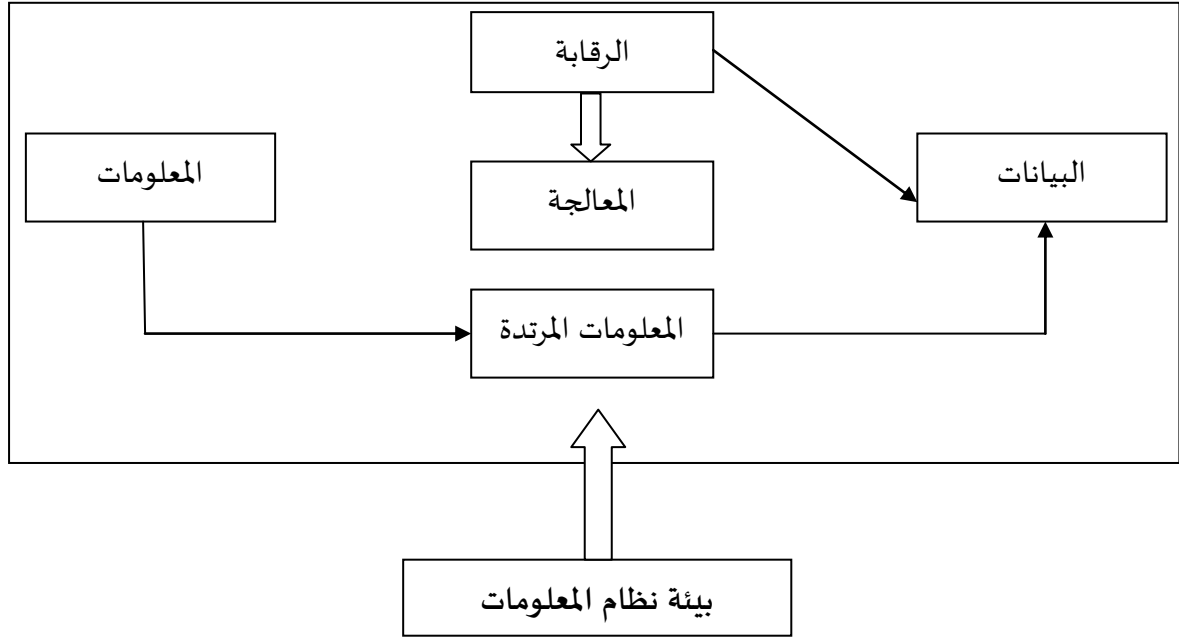 الرقابة
البيانات
المعالجة
المعلومات
المعلومات المرتدة
بيئة نظام المعلومات